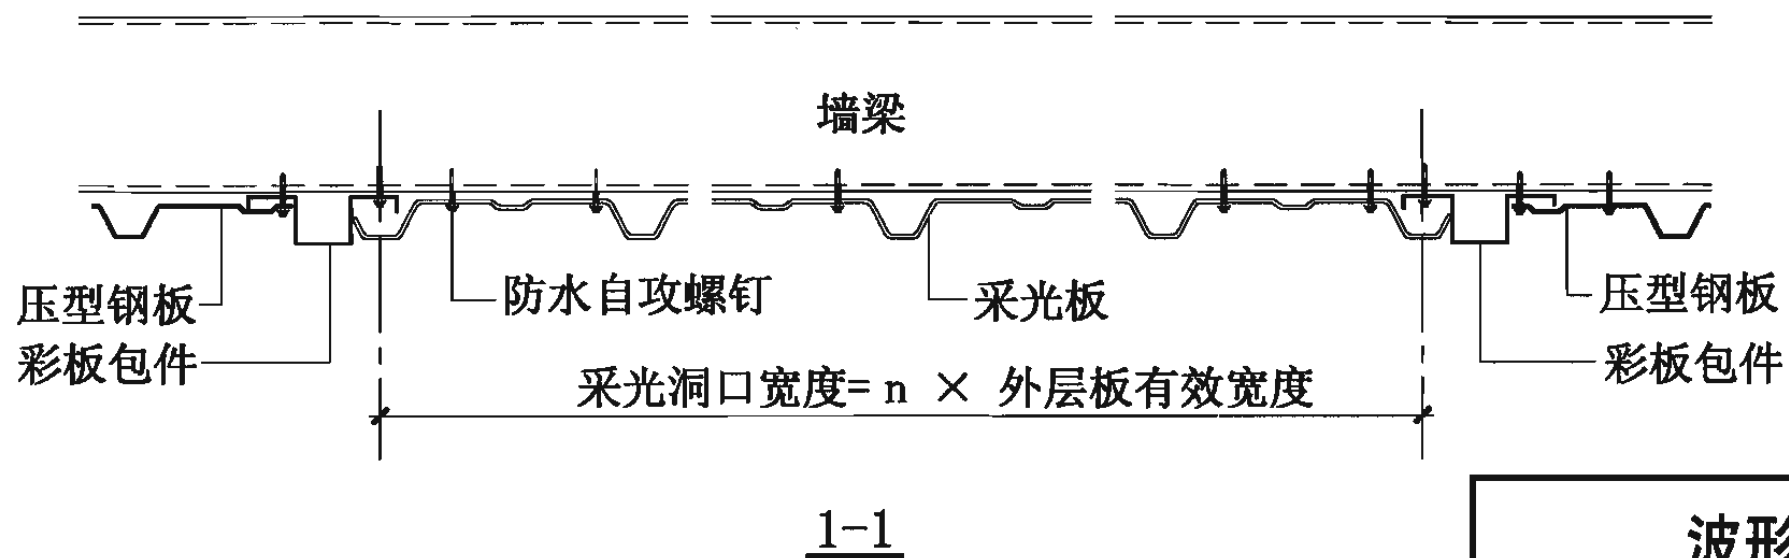 墙梁
压型钢板
防水自攻螺钉
采光板
压型钢板
彩板包件
彩板包件
采光洞口宽度= n × 外层板有效宽度
1-1
波形